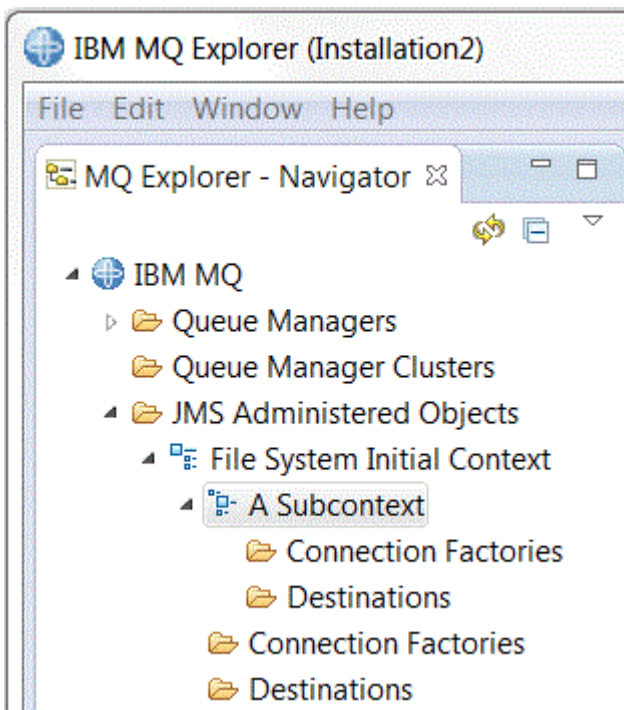 IBM MQ Explorer (Installation2)
File Edit Window Help
MQ Explorer - Navigator
IBM MQ
Queue Managers
Queue Manager Clusters
JMS Administered Objects
File System Initial Context
A Subcontext
Connection Factories
Destinations
Connection Factories
Destinations